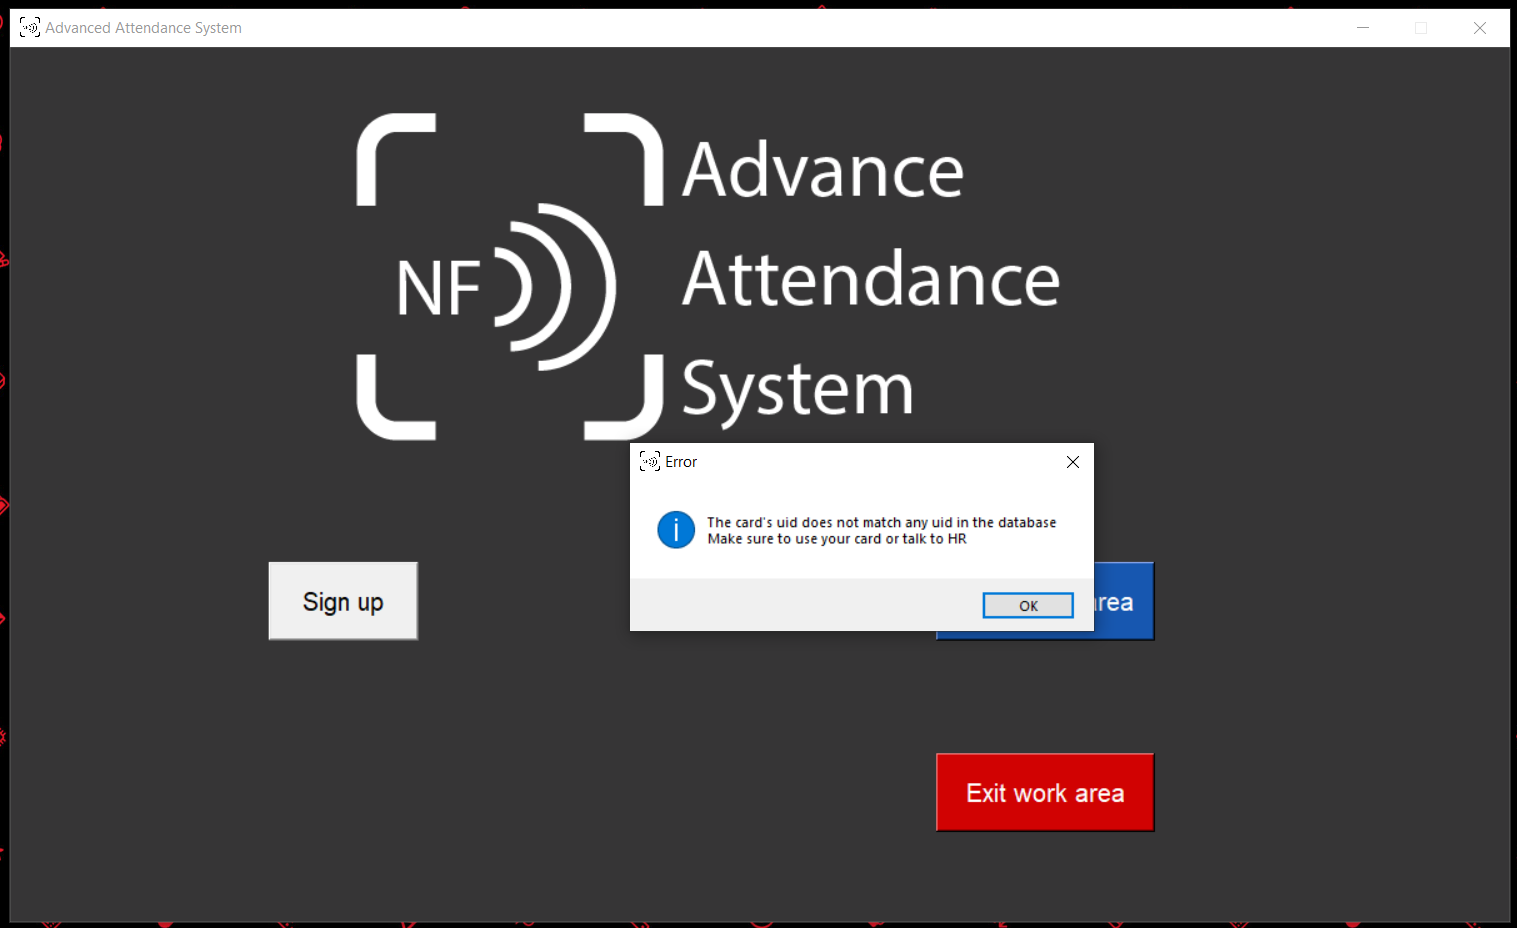 Advanced Attendance System
Advance
Attendance
NF
System
Error
The card's uid does not match any uid in the database
Make sure to use your card or talk to HR
OK
Sign up
Exit work area